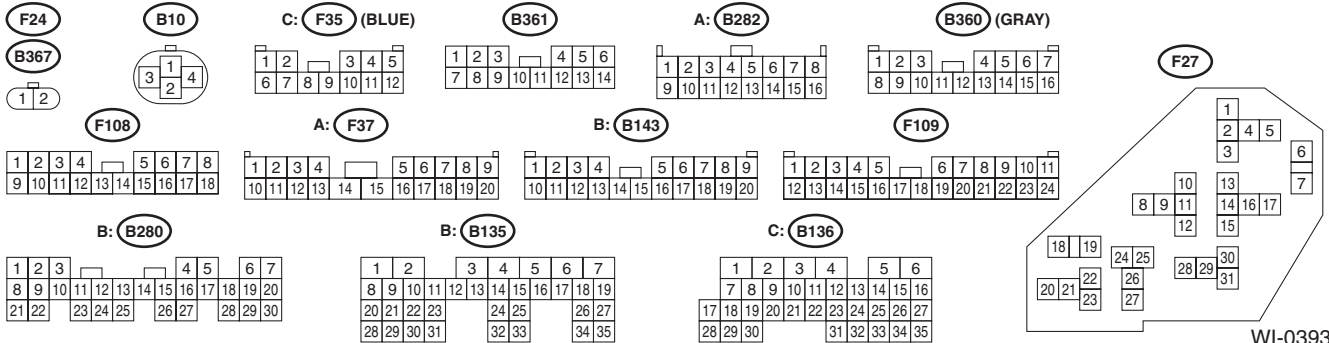 F24
B10
C: F35 (BLUE)
B361
A: B282
B360 (GRAY)
F27
B367
1 2
1
3 4
2
1 2 3 4 5
6 7 8 9 10 11 12
1 2 3 4 5 6
7 8 9 10 11 12 13 14
1 2 3 4 5 6 7 8
9 10 11 12 13 14 15 16
1 2 3 4 5 6 7
8 9 10 11 12 13 14 15 16
F108
A: F37
B: B143
F109
1 2 3 4 5 6 7 8
9 10 11 12 13 14 15 16 17 18
1 2 3 4 5 6 7 8 9
10 11 12 13 14 15 16 17 18 19 20
1 2 3 4 5 6 7 8 9
10 11 12 13 14 15 16 17 18 19 20
1 2 3 4 5 6 7 8 9 10 11
12 13 14 15 16 17 18 19 20 21 22 23 24
B: B280
B: B135
C: B136
1 2 3 4 5 6 7
8 9 10 11 12 13 14 15 16 17 18 19 20
21 22 23 24 25 26 27 28 29 30
1 2 3 4 5 6 7
8 9 10 11 12 13 14 15 16 17 18 19
20 21 22 23 24 25 26 27
28 29 30 31 32 33 34 35
1 2 3 4 5 6
7 8 9 10 11 12 13 14 15 16
17 18 19 20 21 22 23 24 25 26 27
28 29 30 31 32 33 34 35
1
2 4 5
3
6
7
10 13
8 9 11 14 16 17
12 15
18 19
24 25
30
28 29
31
22
20 21
26
23
27
WI-0393